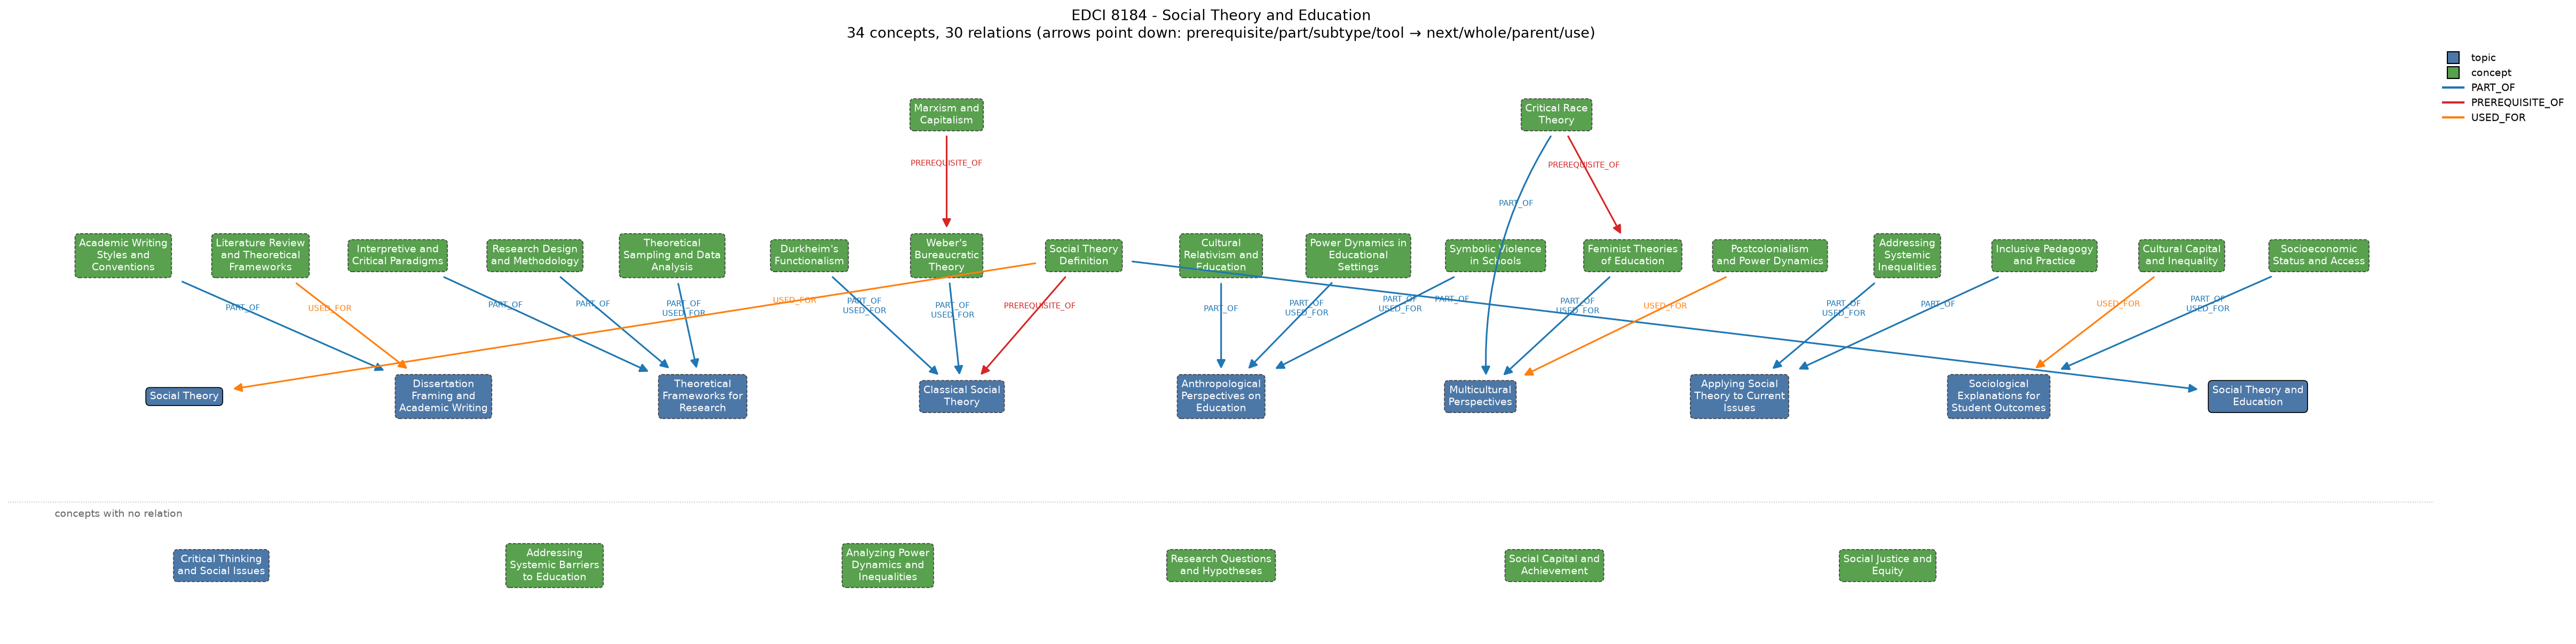 EDCI 8184 - Social Theory and Education
34 concepts, 30 relations (arrows point down: prerequisite/part/subtype/tool → next/whole/parent/use)
topic
concept
PART_OF
PREREQUISITE_OF
USED_FOR
Marxism and
Capitalism
Critical Race
Theory
PREREQUISITE_OF
PREREQUISITE_OF
PART_OF
Academic Writing
Styles and
Conventions
Literature Review
and Theoretical
Frameworks
Interpretive and
Critical Paradigms
Research Design
and Methodology
Theoretical
Sampling and Data
Analysis
Durkheim's
Functionalism
Weber's
Bureaucratic
Theory
Social Theory
Definition
Cultural
Relativism and
Education
Power Dynamics in
Educational
Settings
Symbolic Violence
in Schools
Feminist Theories
of Education
Postcolonialism
and Power Dynamics
Addressing
Systemic
Inequalities
Inclusive Pedagogy
and Practice
Cultural Capital
and Inequality
Socioeconomic
Status and Access
PART_OF
USED_FOR
PART_OF
PART_OF
PART_OF
USED_FOR
USED_FOR
PART_OF
USED_FOR
PART_OF
USED_FOR
PREREQUISITE_OF
PART_OF
PART_OF
USED_FOR
PART_OF
USED_FOR
PART_OF
PART_OF
USED_FOR
USED_FOR
PART_OF
USED_FOR
PART_OF
USED_FOR
PART_OF
USED_FOR
Social Theory
Dissertation
Framing and
Academic Writing
Theoretical
Frameworks for
Research
Classical Social
Theory
Anthropological
Perspectives on
Education
Multicultural
Perspectives
Applying Social
Theory to Current
Issues
Sociological
Explanations for
Student Outcomes
Social Theory and
Education
concepts with no relation
Critical Thinking
and Social Issues
Addressing
Systemic Barriers
to Education
Analyzing Power
Dynamics and
Inequalities
Research Questions
and Hypotheses
Social Capital and
Achievement
Social Justice and
Equity